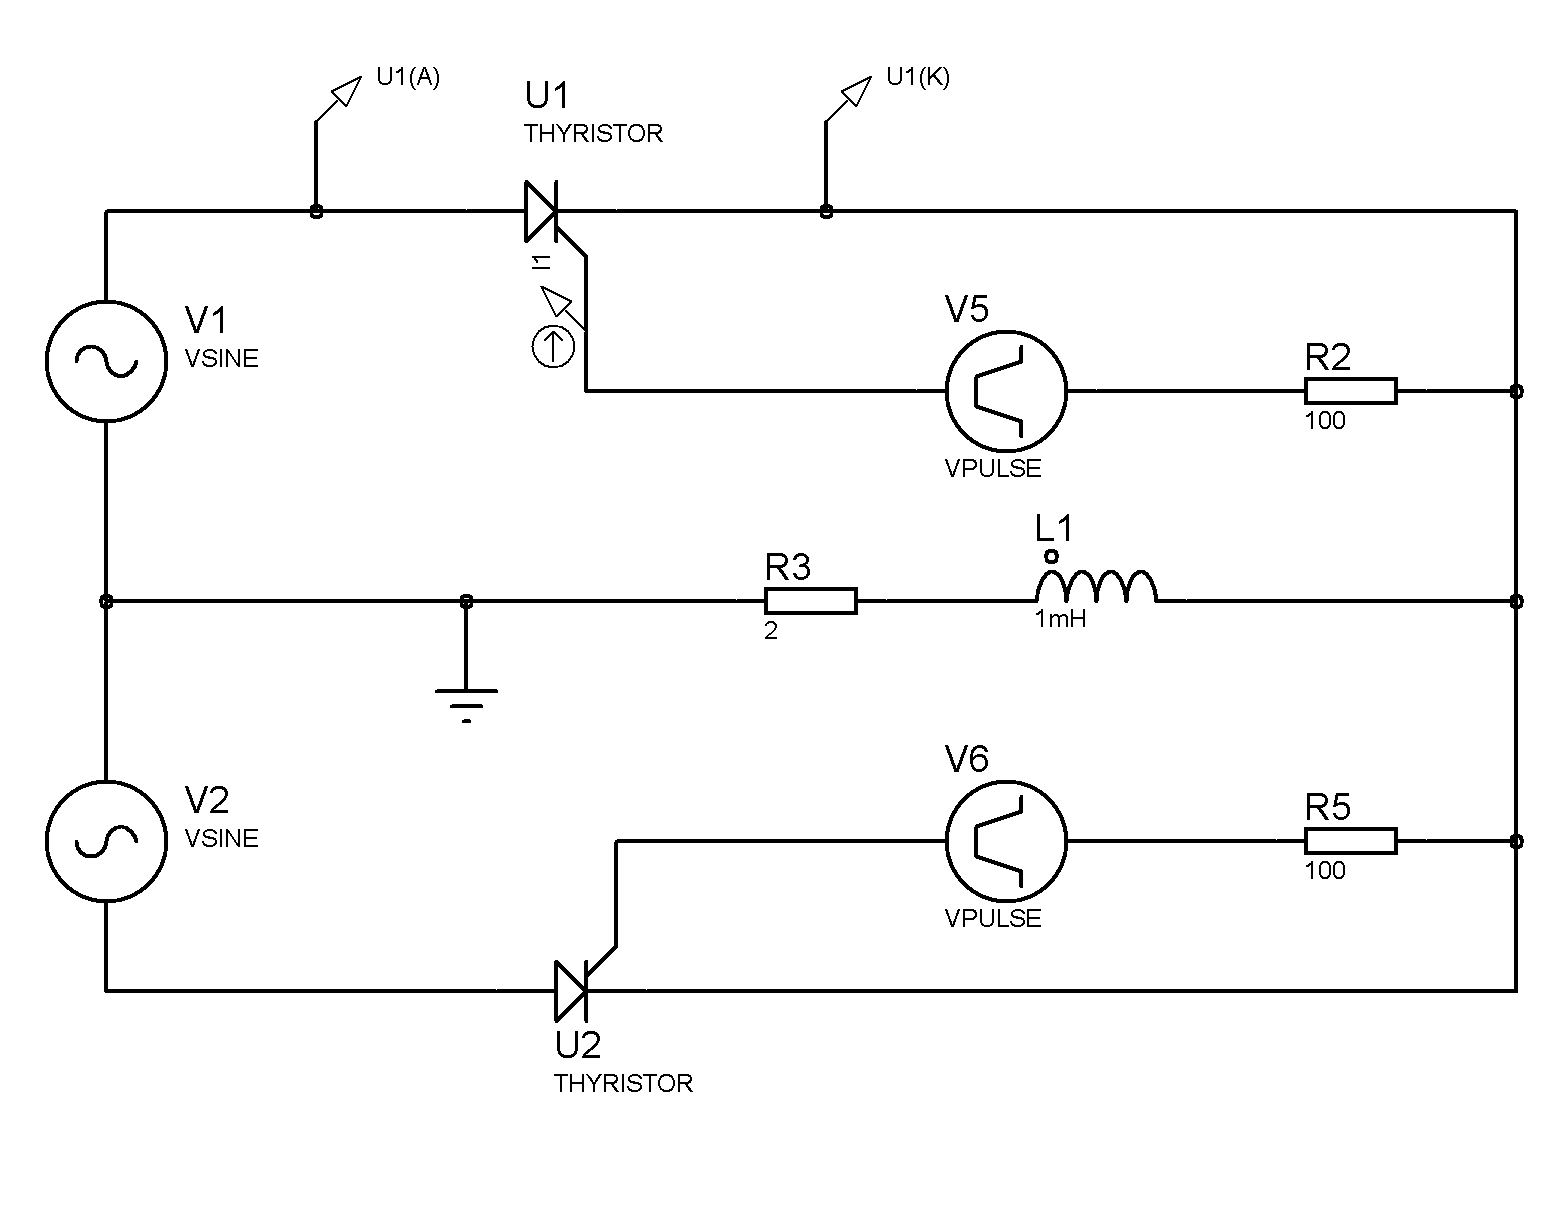 U1(A)
U1
THYRISTOR
U1(K)
I1
V1
VSINE
V5
VPULSE
R2
100
L1
1mH
R3
2
V2
VSINE
V6
VPULSE
R5
100
U2
THYRISTOR